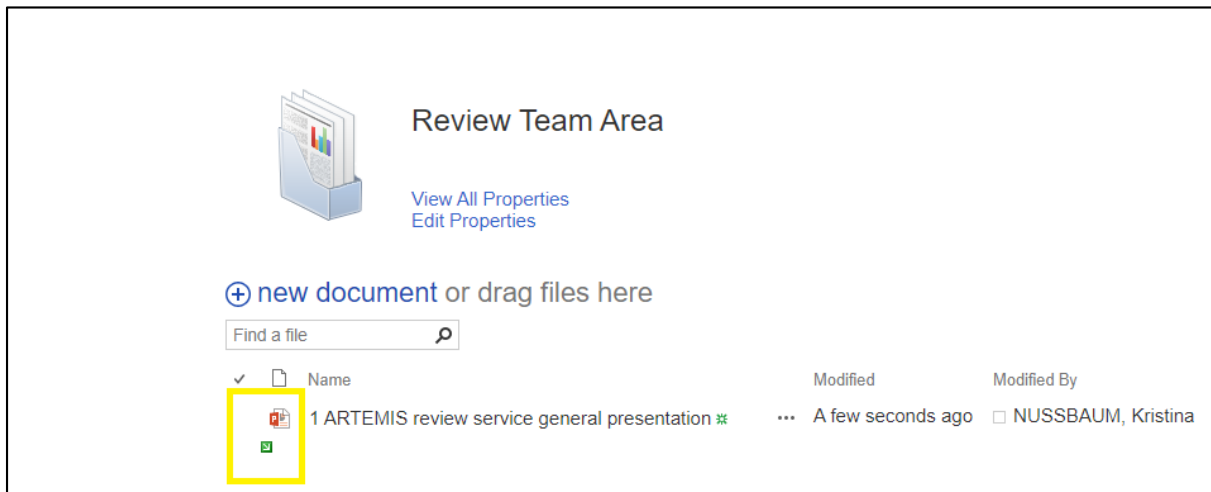 Review Team Area
View All Properties
Edit Properties
new document or drag files here
Find a file
Name Modified Modified By
1 ARTEMIS review service general presentation ... A few seconds ago NUSSBAUM, Kristina